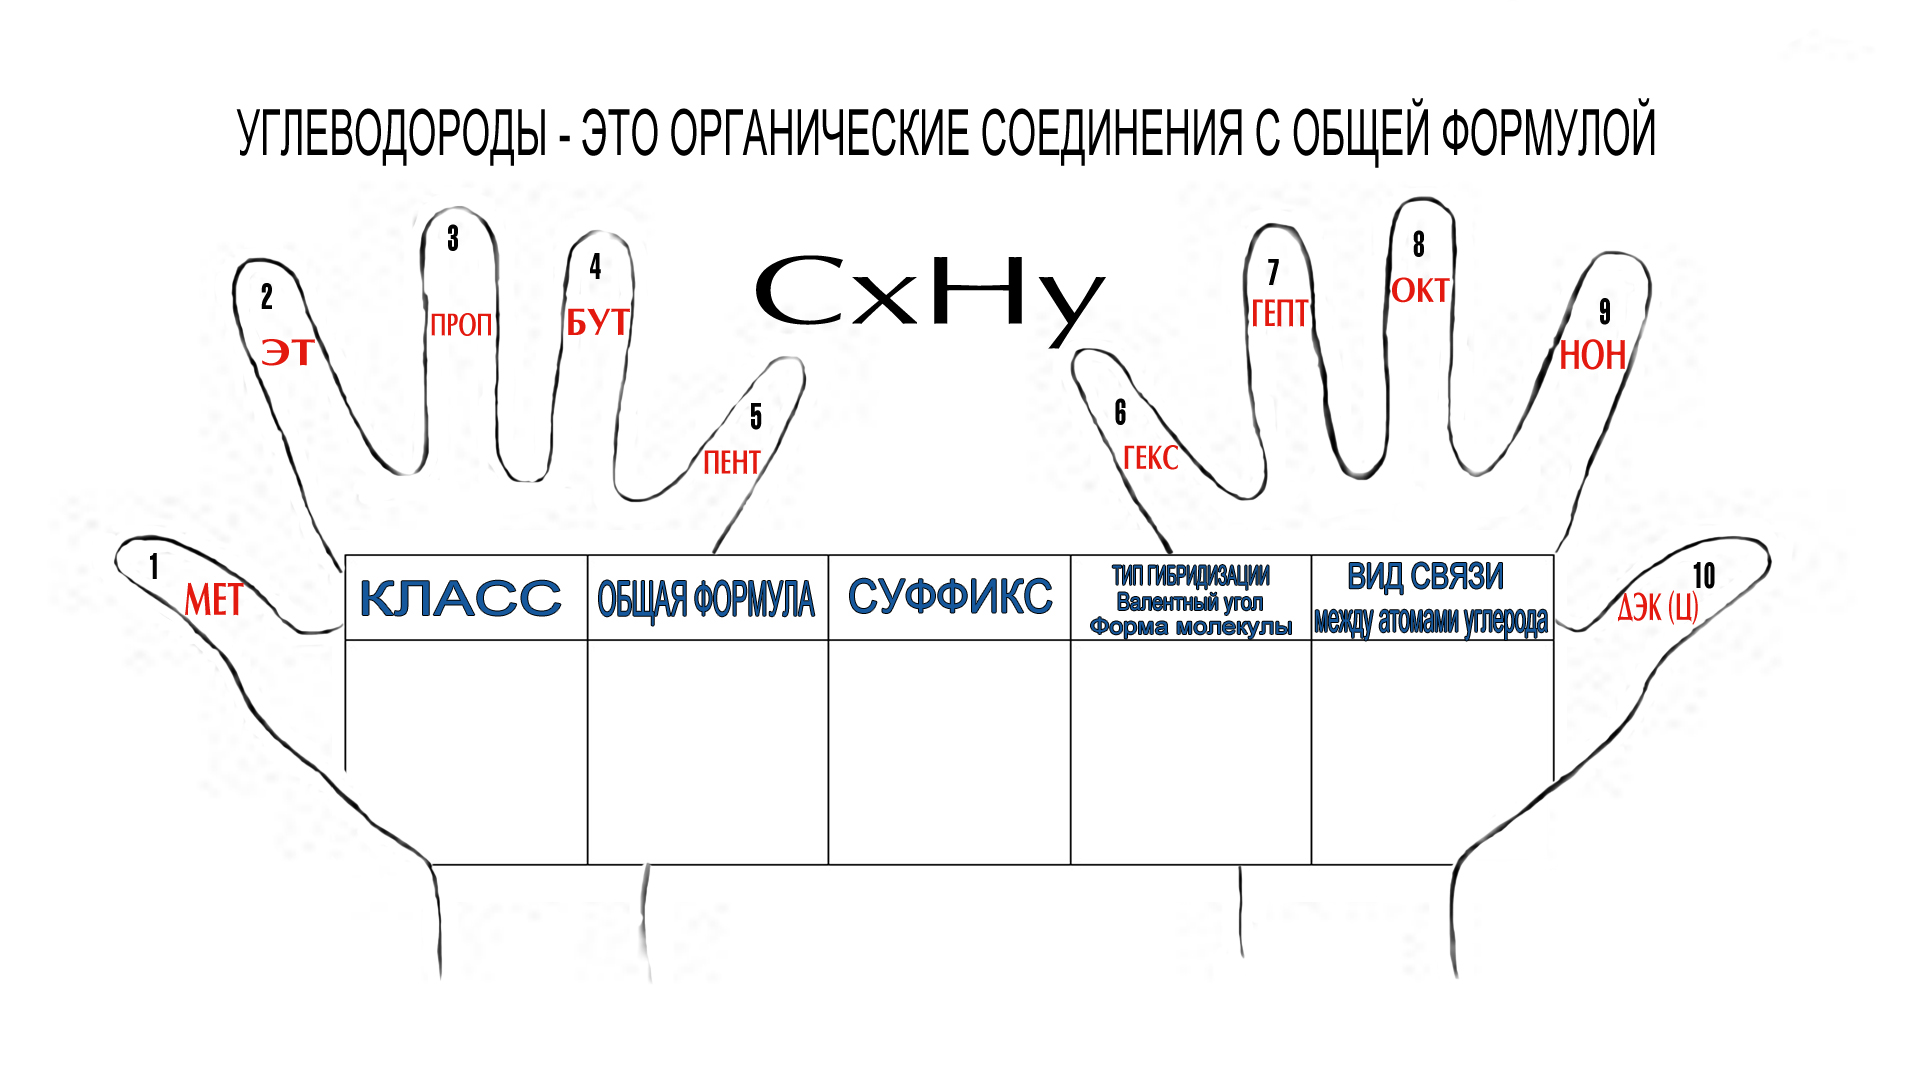 УГЛЕВОДОРОДЫ - ЭТО ОРГАНИЧЕСКИЕ СОЕДИНЕНИЯ С ОБЩЕЙ ФОРМУЛОЙ
CxHy
1
МЕТ
2
ЭТ
3
ПРОП
4
БУТ
5
ПЕНТ
6
ГЕКС
7
ГЕПТ
8
ОКТ
9
НОН
10
ДЭК (Ц)
КЛАСС
ОБЩАЯ ФОРМУЛА
СУФФИКС
ТИП ГИБРИДИЗАЦИИ
Валентный угол
Форма молекулы
ВИД СВЯЗИ
между атомами углерода